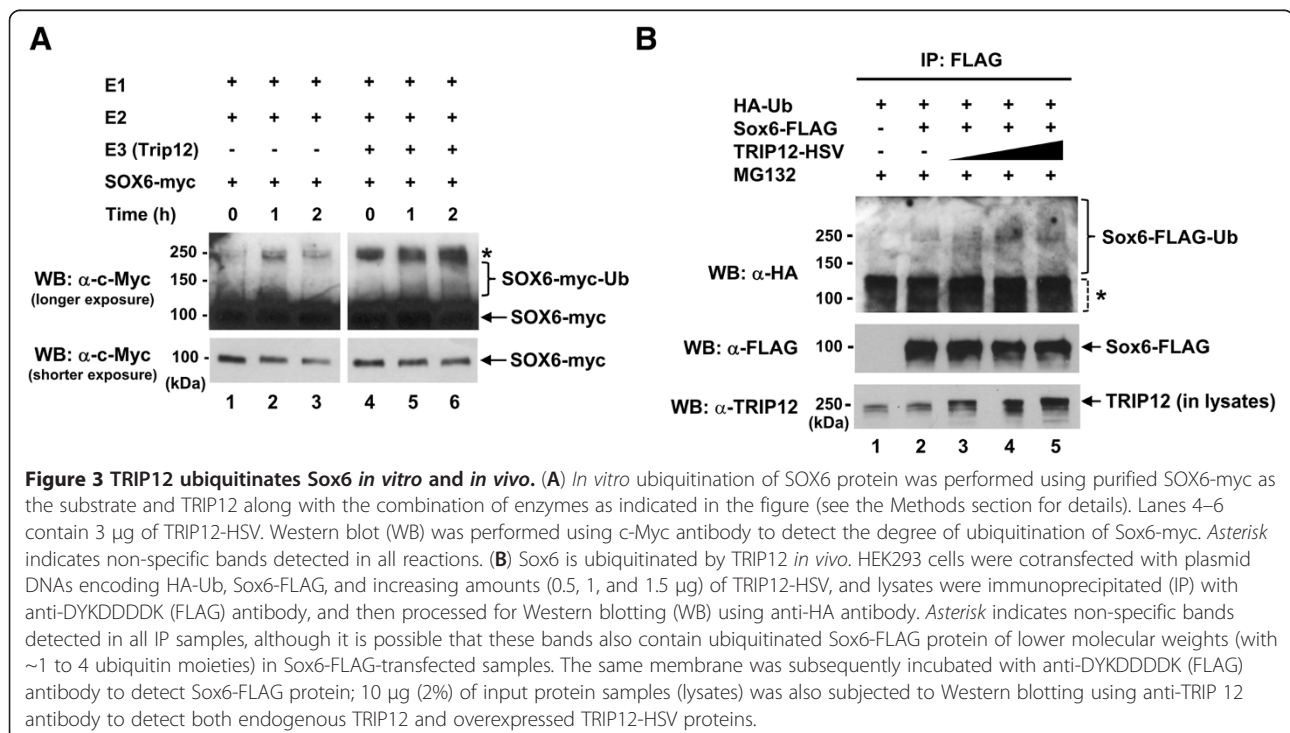 A
E1 + + + + + +
E2 + + + + + +
E3 (Trip12) - - - + + +
SOX6-myc + + + + + +
Time (h) 0 1 2 0 1 2
WB: α-c-Myc
(longer exposure)
250 -
150 -
100 -
*
SOX6-myc-Ub
SOX6-myc
WB: α-c-Myc
(shorter exposure)
100 -
(kDa)
SOX6-myc
1 2 3 4 5 6
B
IP: FLAG
HA-Ub + + + + +
Sox6-FLAG - + + + +
TRIP12-HSV - -
MG132 + + + + +
WB: α-HA
250 -
150 -
100 -
Sox6-FLAG-Ub
*
WB: α-FLAG
100 -
Sox6-FLAG
WB: α-TRIP12
250 -
(kDa)
TRIP12 (in lysates)
1 2 3 4 5
Figure 3 TRIP12 ubiquitinates Sox6 in vitro and in vivo. (A) In vitro ubiquitination of SOX6 protein was performed using purified SOX6-myc as
the substrate and TRIP12 along with the combination of enzymes as indicated in the figure (see the Methods section for details). Lanes 4–6
contain 3 μg of TRIP12-HSV. Western blot (WB) was performed using c-Myc antibody to detect the degree of ubiquitination of Sox6-myc. Asterisk
indicates non-specific bands detected in all reactions. (B) Sox6 is ubiquitinated by TRIP12 in vivo. HEK293 cells were cotransfected with plasmid
DNAs encoding HA-Ub, Sox6-FLAG, and increasing amounts (0.5, 1, and 1.5 μg) of TRIP12-HSV, and lysates were immunoprecipitated (IP) with
anti-DYKDDDDK (FLAG) antibody, and then processed for Western blotting (WB) using anti-HA antibody. Asterisk indicates non-specific bands
detected in all IP samples, although it is possible that these bands also contain ubiquitinated Sox6-FLAG protein of lower molecular weights (with
~1 to 4 ubiquitin moieties) in Sox6-FLAG-transfected samples. The same membrane was subsequently incubated with anti-DYKDDDDK (FLAG)
antibody to detect Sox6-FLAG protein; 10 μg (2%) of input protein samples (lysates) was also subjected to Western blotting using anti-TRIP 12
antibody to detect both endogenous TRIP12 and overexpressed TRIP12-HSV proteins.